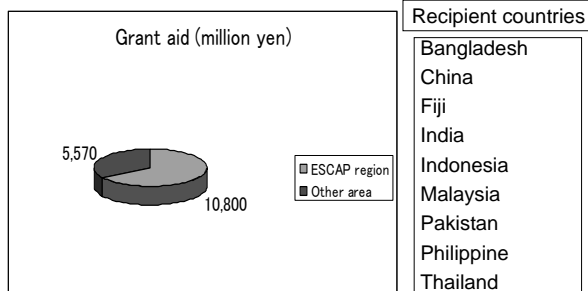 Grant aid (million yen)
5,570
10,800
ESCAP region
Other area
Recipient countries
Bangladesh
China
Fiji
India
Indonesia
Malaysia
Pakistan
Philippine
Thailand